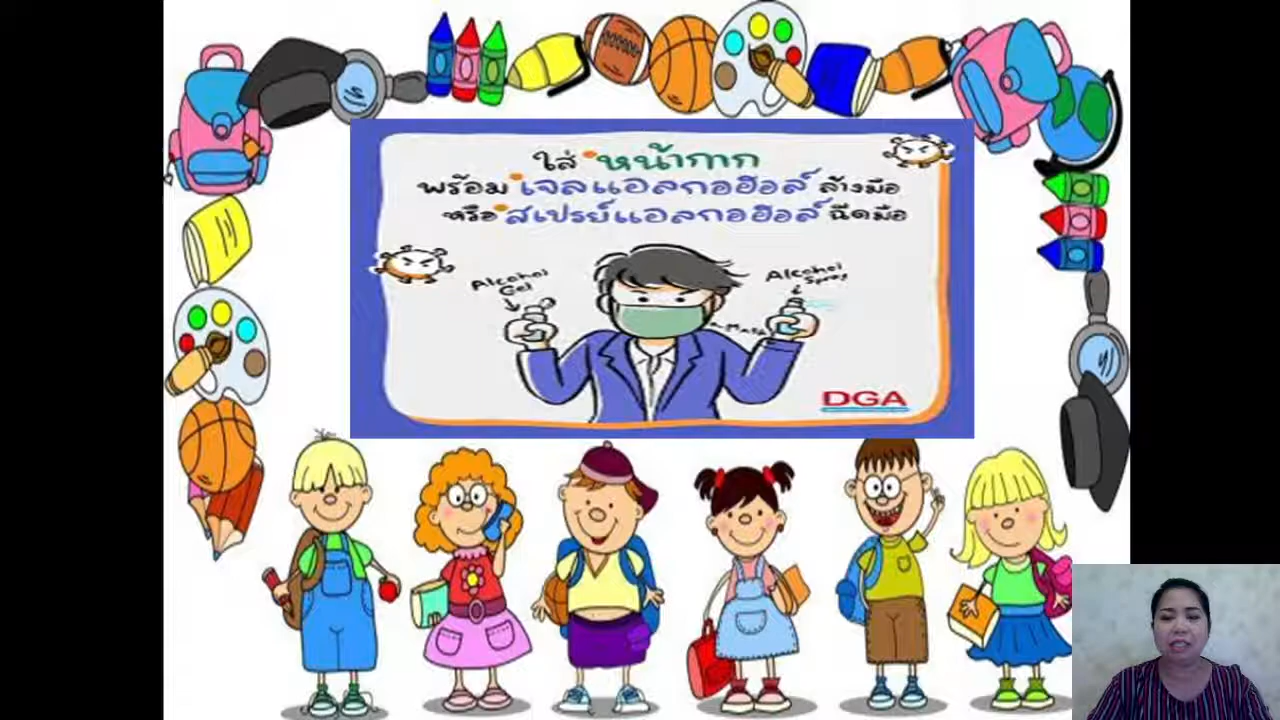 ใส่ หน้ากาก
พร้อม เจลแอลกอฮอล์ ล้างมือ
หรือ สเปรย์แอลกอฮอล์ ฉีดมือ
Alcohol
Gel
Alcohol
Spray
DGA